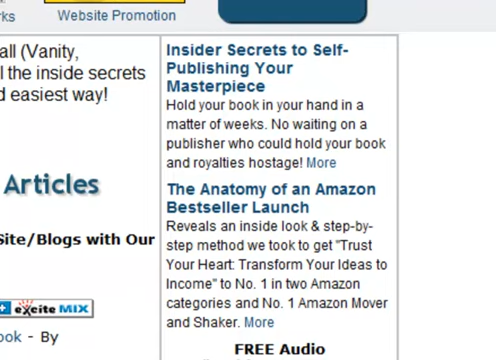 rks
Website Promotion
all (Vanity,
l the inside secrets
d easiest way!
Articles
Site/Blogs with Our
eXcite MIX
ook - By
Insider Secrets to Self-
Publishing Your
Masterpiece
Hold your book in your hand in a
matter of weeks. No waiting on a
publisher who could hold your book
and royalties hostage! More
The Anatomy of an Amazon
Bestseller Launch
Reveals an inside look & step-by-
step method we took to get "Trust
Your Heart: Transform Your Ideas to
Income" to No. 1 in two Amazon
categories and No. 1 Amazon Mover
and Shaker. More
FREE Audio